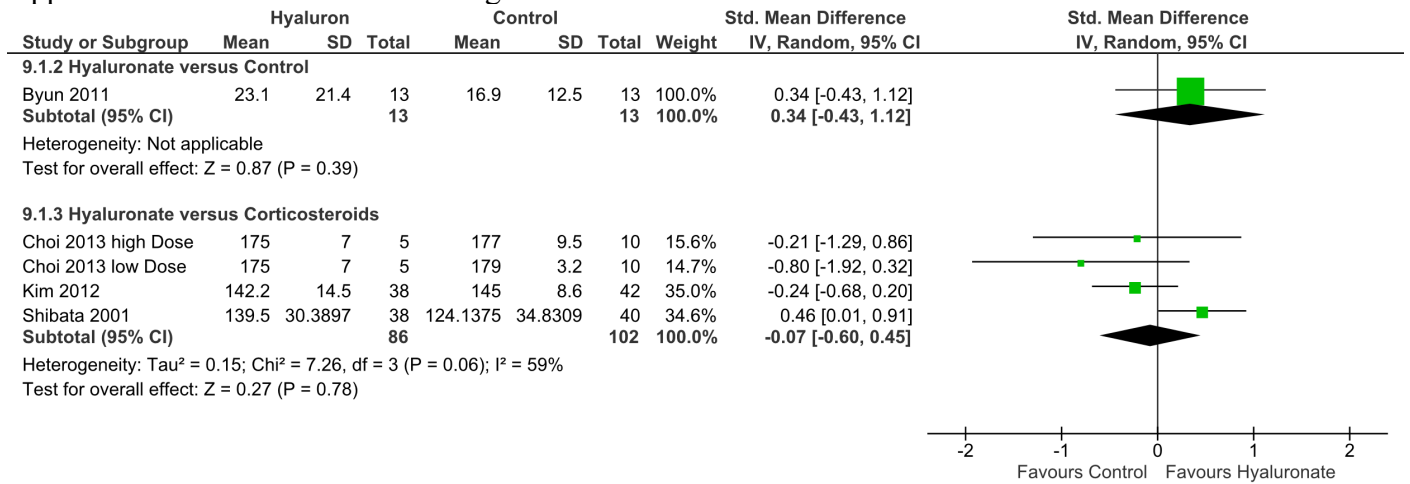 Hyaluron Control Std. Mean Difference Std. Mean Difference
Study or Subgroup Mean SD Total Mean SD Total Weight IV, Random, 95% CI IV, Random, 95% CI
9.1.2 Hyaluronate versus Control
Byun 2011 23.1 21.4 13 16.9 12.5 13 100.0% 0.34 [-0.43, 1.12]
Subtotal (95% CI) 13 13 100.0% 0.34 [-0.43, 1.12]
Heterogeneity: Not applicable
Test for overall effect: Z = 0.87 (P = 0.39)
9.1.3 Hyaluronate versus Corticosteroids
Choi 2013 high Dose 175 7 5 177 9.5 10 15.6% -0.21 [-1.29, 0.86]
Choi 2013 low Dose 175 7 5 179 3.2 10 14.7% -0.80 [-1.92, 0.32]
Kim 2012 142.2 14.5 38 145 8.6 42 35.0% -0.24 [-0.68, 0.20]
Shibata 2001 139.5 30.3897 38 124.1375 34.8309 40 34.6% 0.46 [0.01, 0.91]
Subtotal (95% CI) 86 102 100.0% -0.07 [-0.60, 0.45]
Heterogeneity: Tau² = 0.15; Chi² = 7.26, df = 3 (P = 0.06); I² = 59%
Test for overall effect: Z = 0.27 (P = 0.78)
-2 -1 0 1 2
Favours Control Favours Hyaluronate